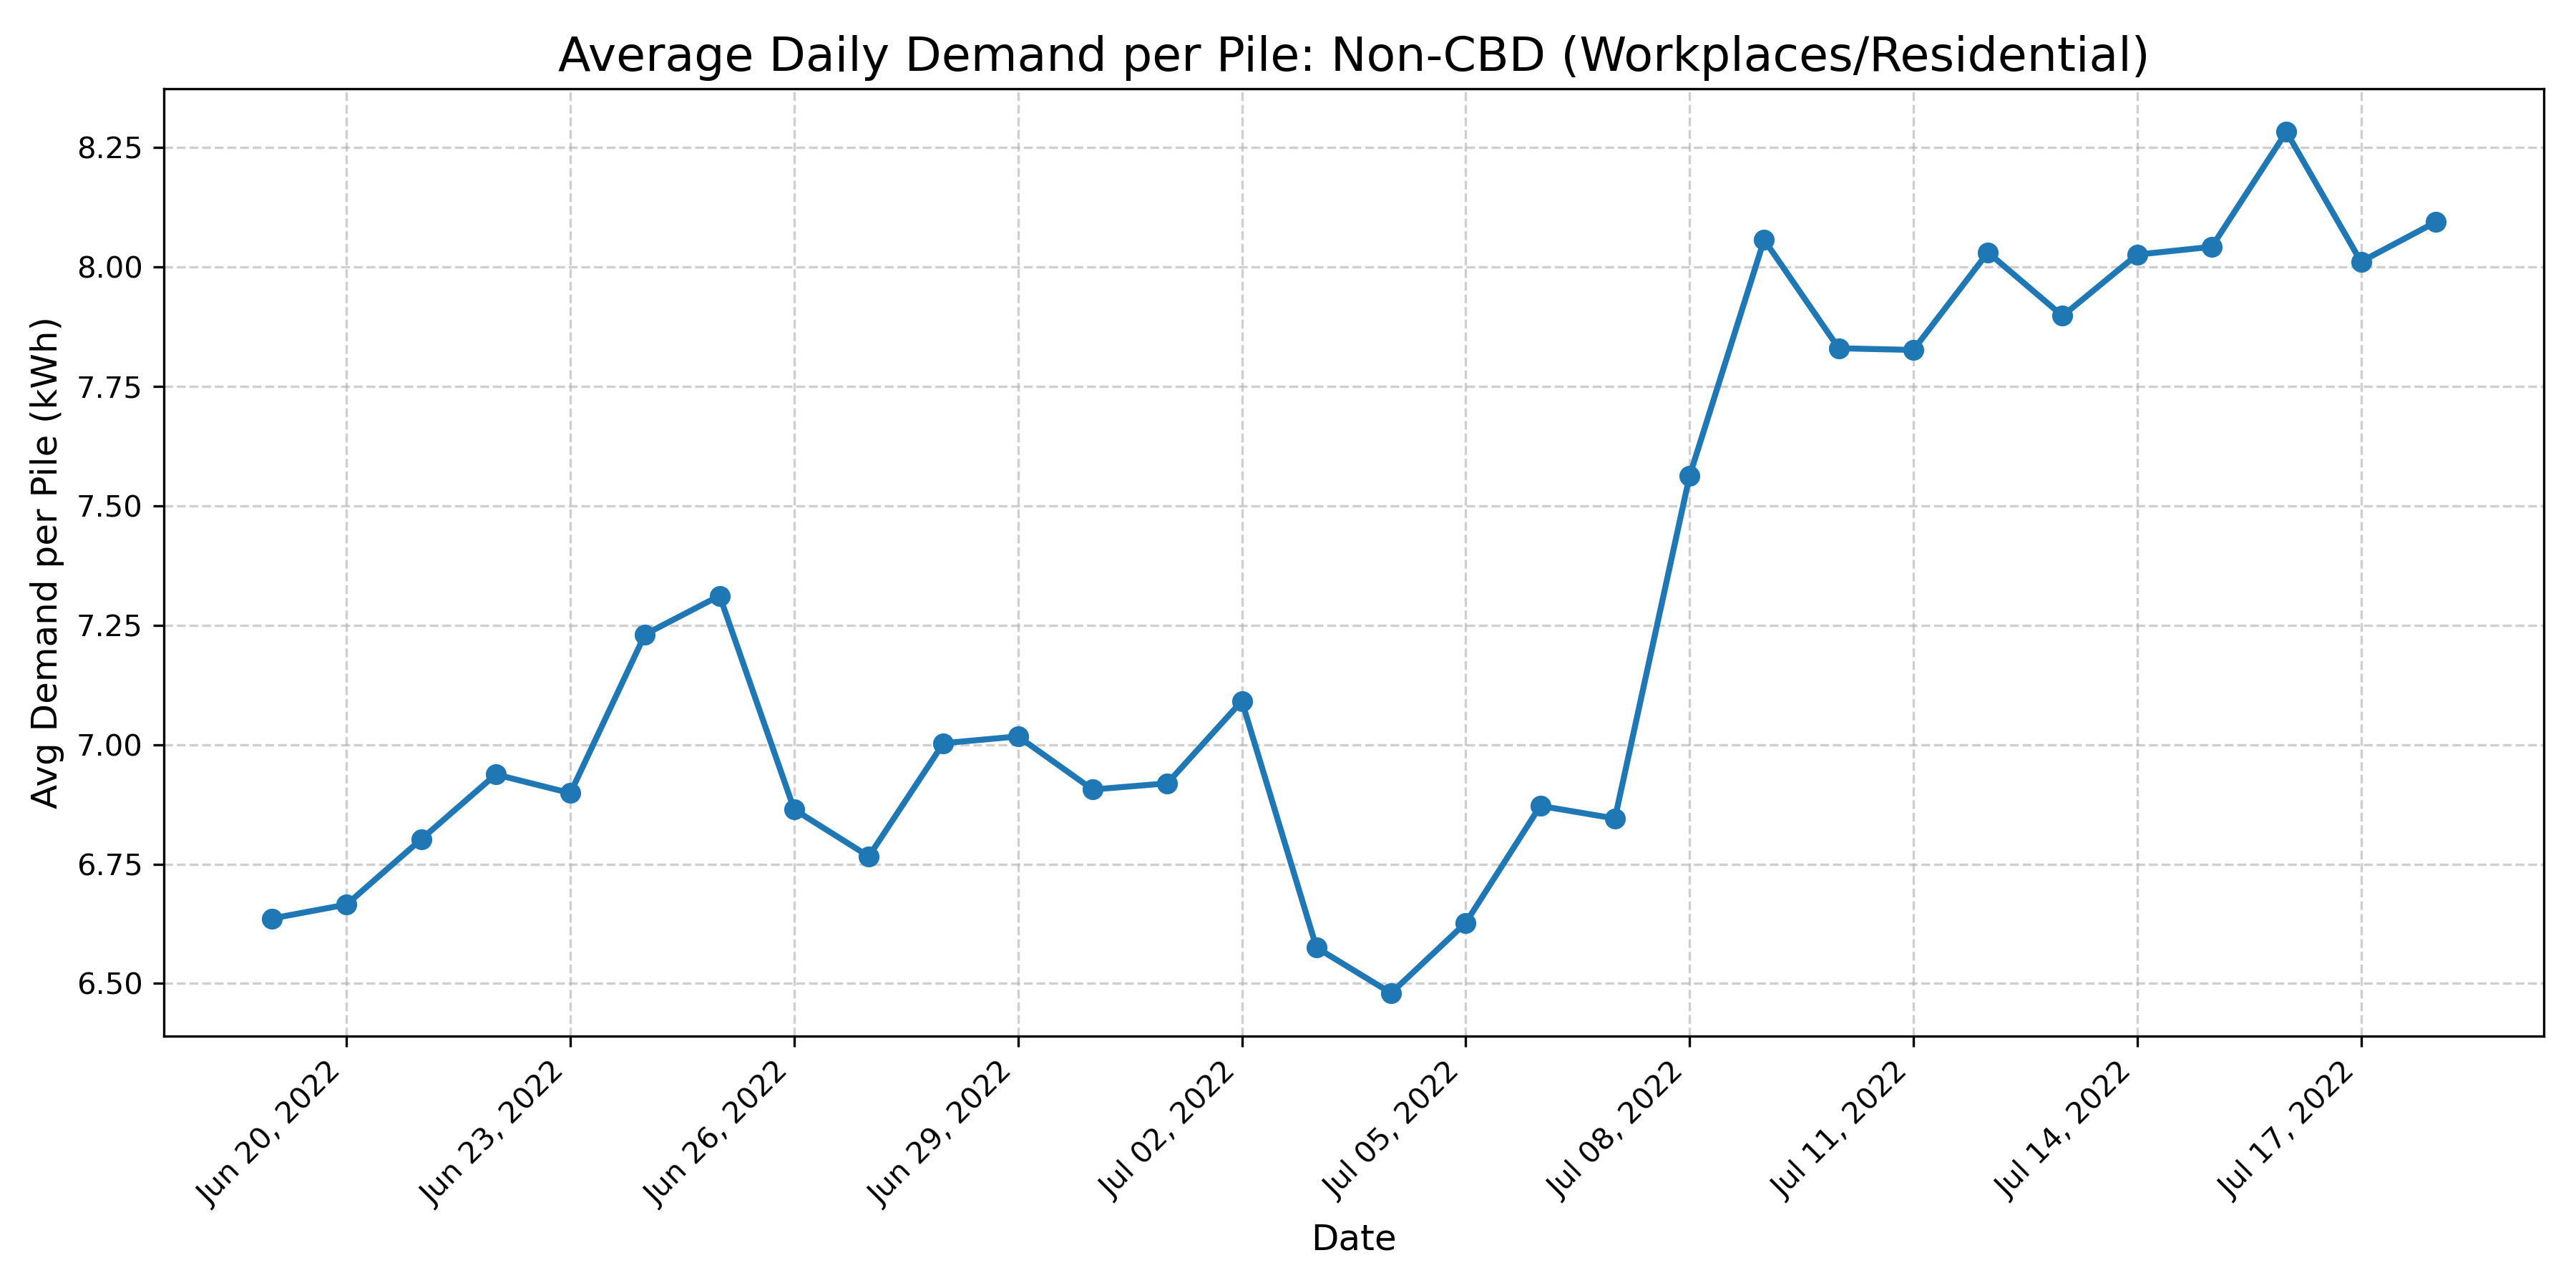 Average Daily Demand per Pile: Non-CBD (Workplaces/Residential)
Avg Demand per Pile (kWh)
8.25
8.00
7.75
7.50
7.25
7.00
6.75
6.50
Jun 20, 2022
Jun 23, 2022
Jun 26, 2022
Jun 29, 2022
Jul 02, 2022
Jul 05, 2022
Jul 08, 2022
Jul 11, 2022
Jul 14, 2022
Jul 17, 2022
Date